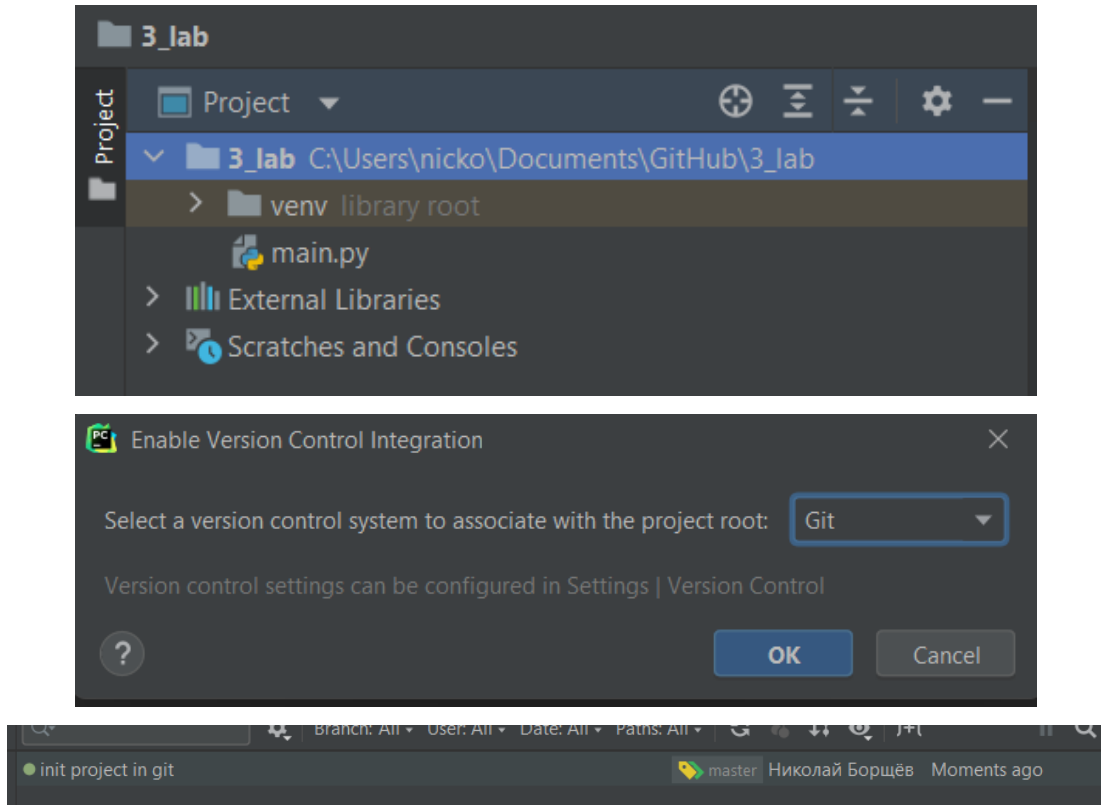 3_lab
Project
Project
3_lab C:\Users\nicko\Documents\GitHub\3_lab
venv library root
main.py
External Libraries
Scratches and Consoles
PC Enable Version Control Integration
Select a version control system to associate with the project root: Git
Version control settings can be configured in Settings | Version Control
? OK Cancel
Branch: All User: All Date: All Paths: All
init project in git master Николай Борщёв Moments ago